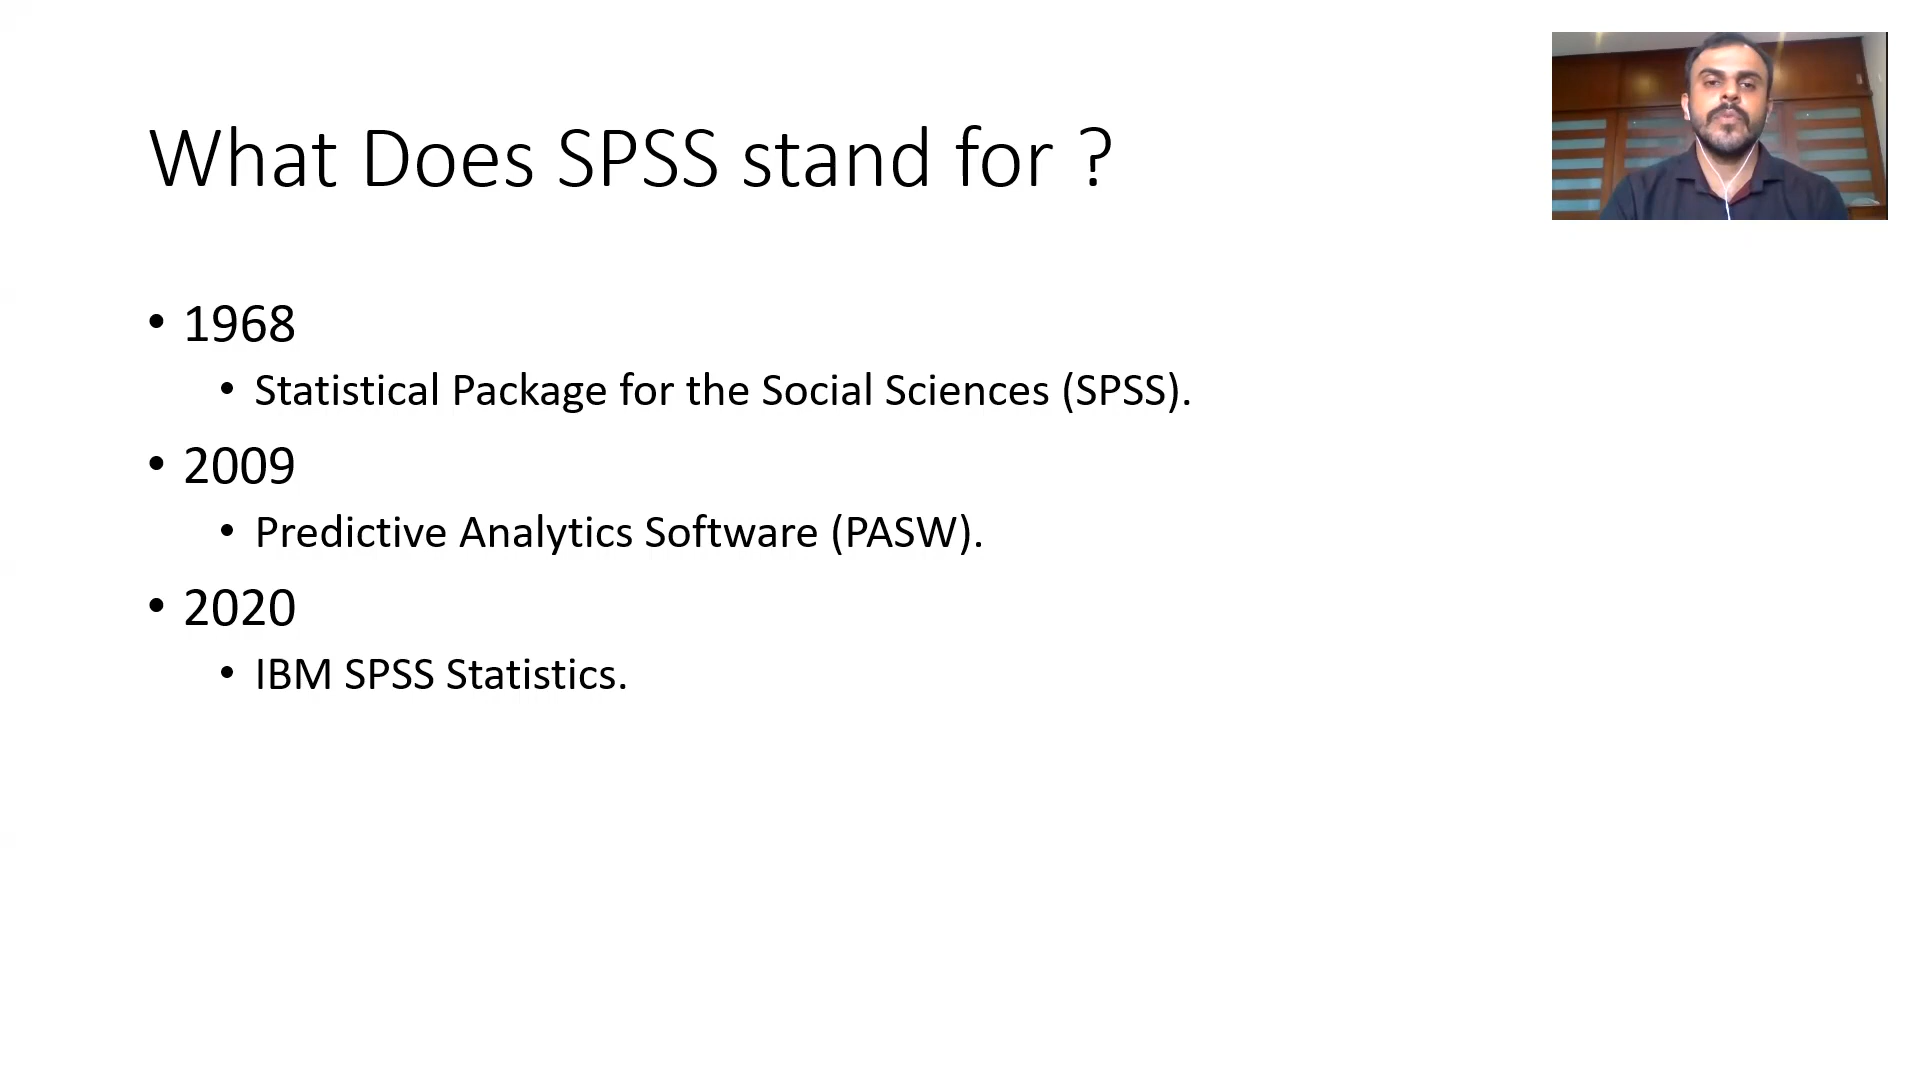 What Does SPSS stand for ?
• 1968
• Statistical Package for the Social Sciences (SPSS).
• 2009
• Predictive Analytics Software (PASW).
• 2020
• IBM SPSS Statistics.